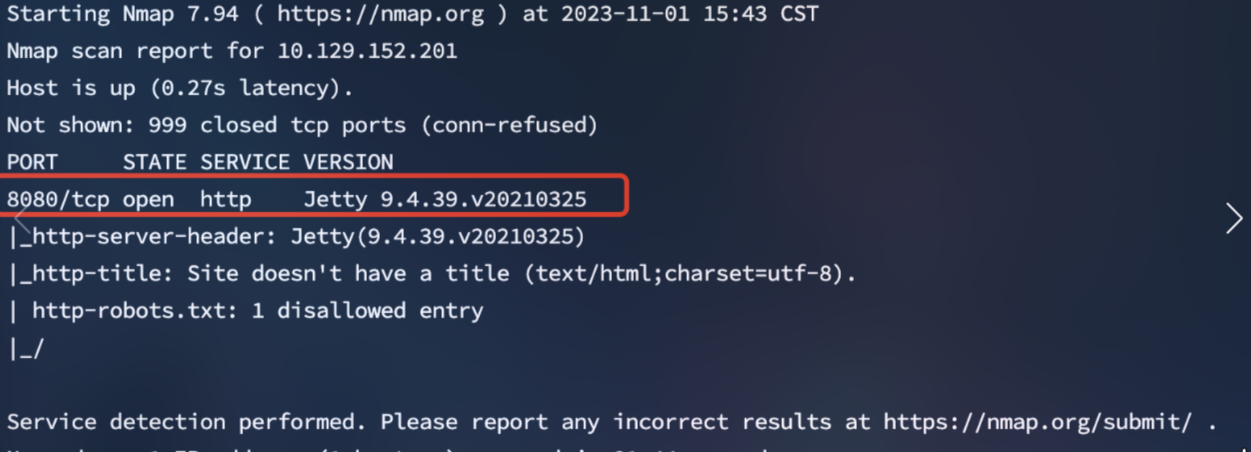 Starting Nmap 7.94 ( https://nmap.org ) at 2023-11-01 15:43 CST
Nmap scan report for 10.129.152.201
Host is up (0.27s latency).
Not shown: 999 closed tcp ports (conn-refused)
PORT     STATE SERVICE VERSION
8080/tcp open  http    Jetty 9.4.39.v20210325
|_http-server-header: Jetty(9.4.39.v20210325)
|_http-title: Site doesn't have a title (text/html;charset=utf-8).
| http-robots.txt: 1 disallowed entry
|_/
Service detection performed. Please report any incorrect results at https://nmap.org/submit/ .